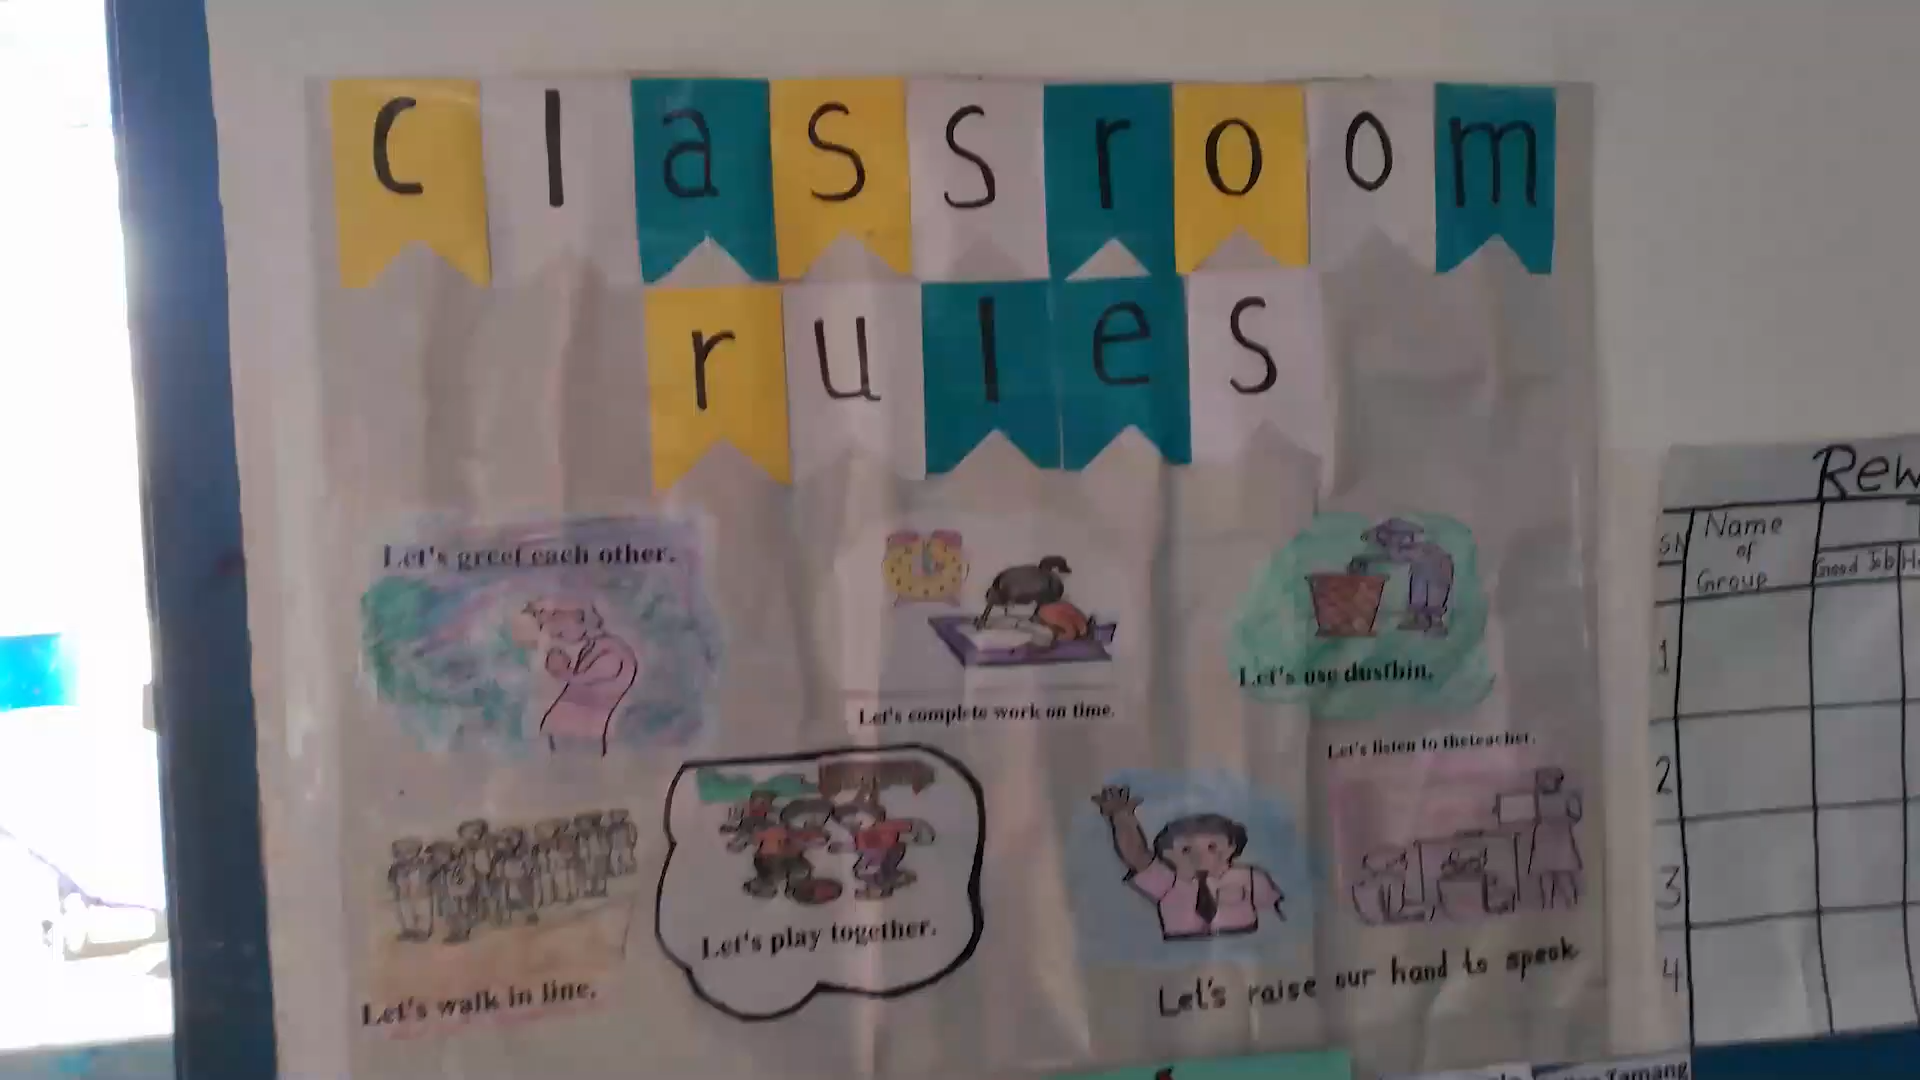 classroom
rules
Let's greet each other.
Let's complete work on time.
Let's use dustbin.
Let's listen to theteacher.
Let's walk in line.
Let's play together.
Let's raise our hand to speak
SN
Name
of
Group
Good Job
1
2
3
4
Tamang